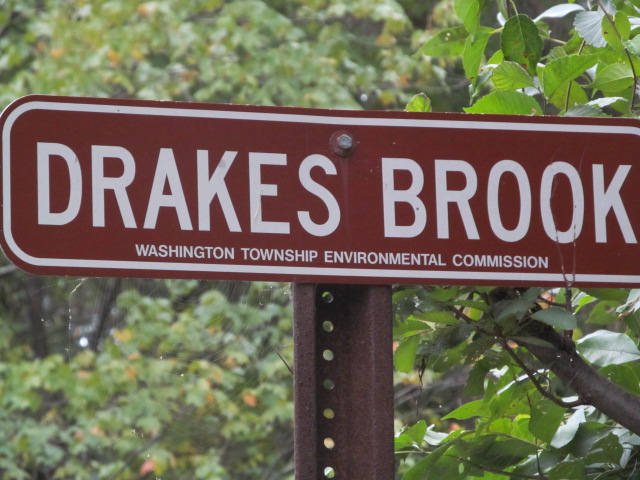 DRAKES BROOK
WASHINGTON TOWNSHIP ENVIRONMENTAL COMMISSION